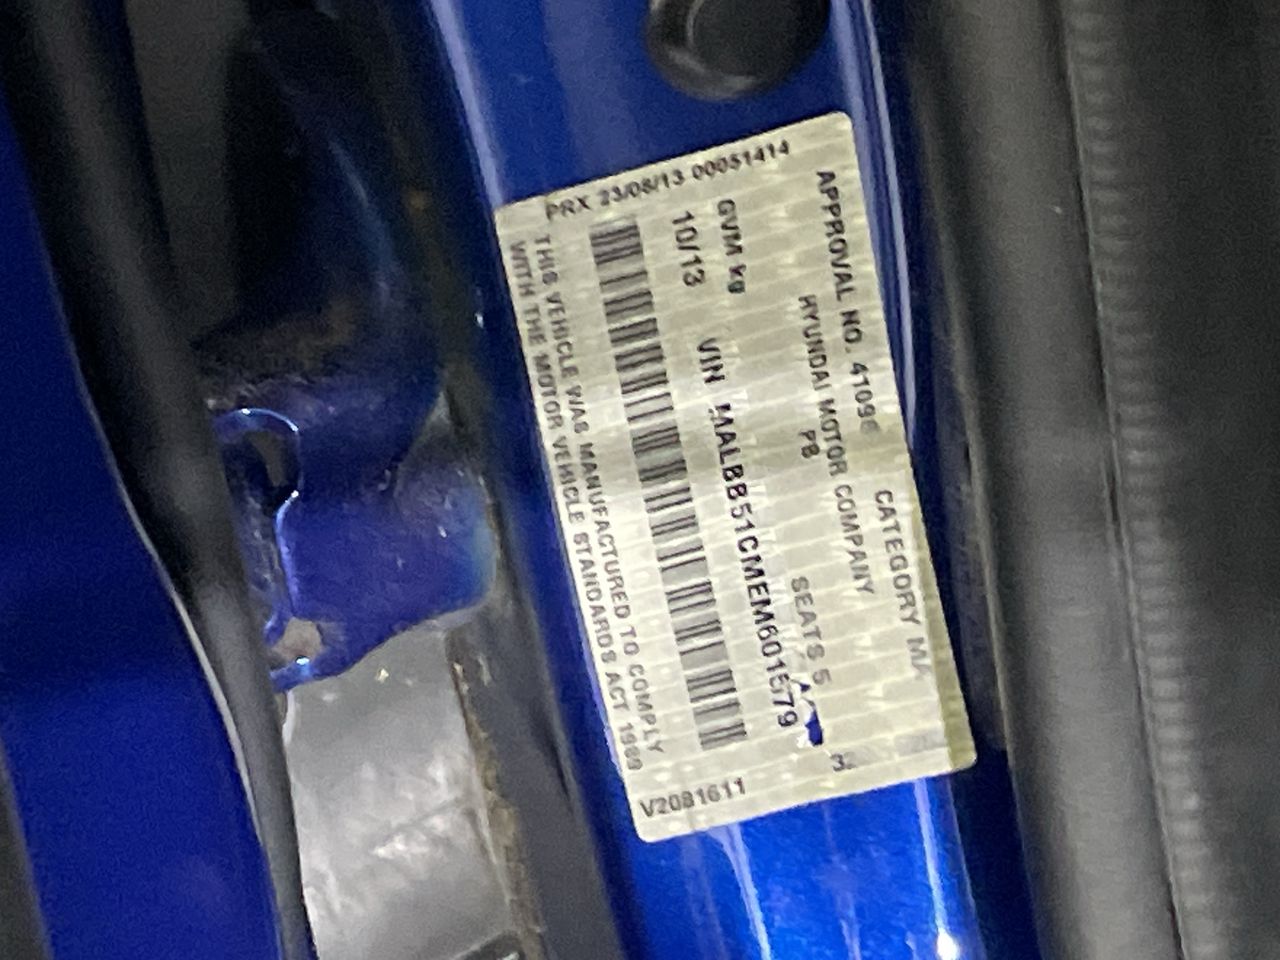 APPROVAL NO. 4109 CATEGORY MA
HYUNDAI MOTOR COMPANY
PB
SEATS 5
GVM kg
10/13 VIN MALBB51CMEM601579
THIS VEHICLE WAS MANUFACTURED TO COMPLY
WITH THE MOTOR VEHICLE STANDARDS ACT 1989
PRX 23/08/13 00051414
V2081611